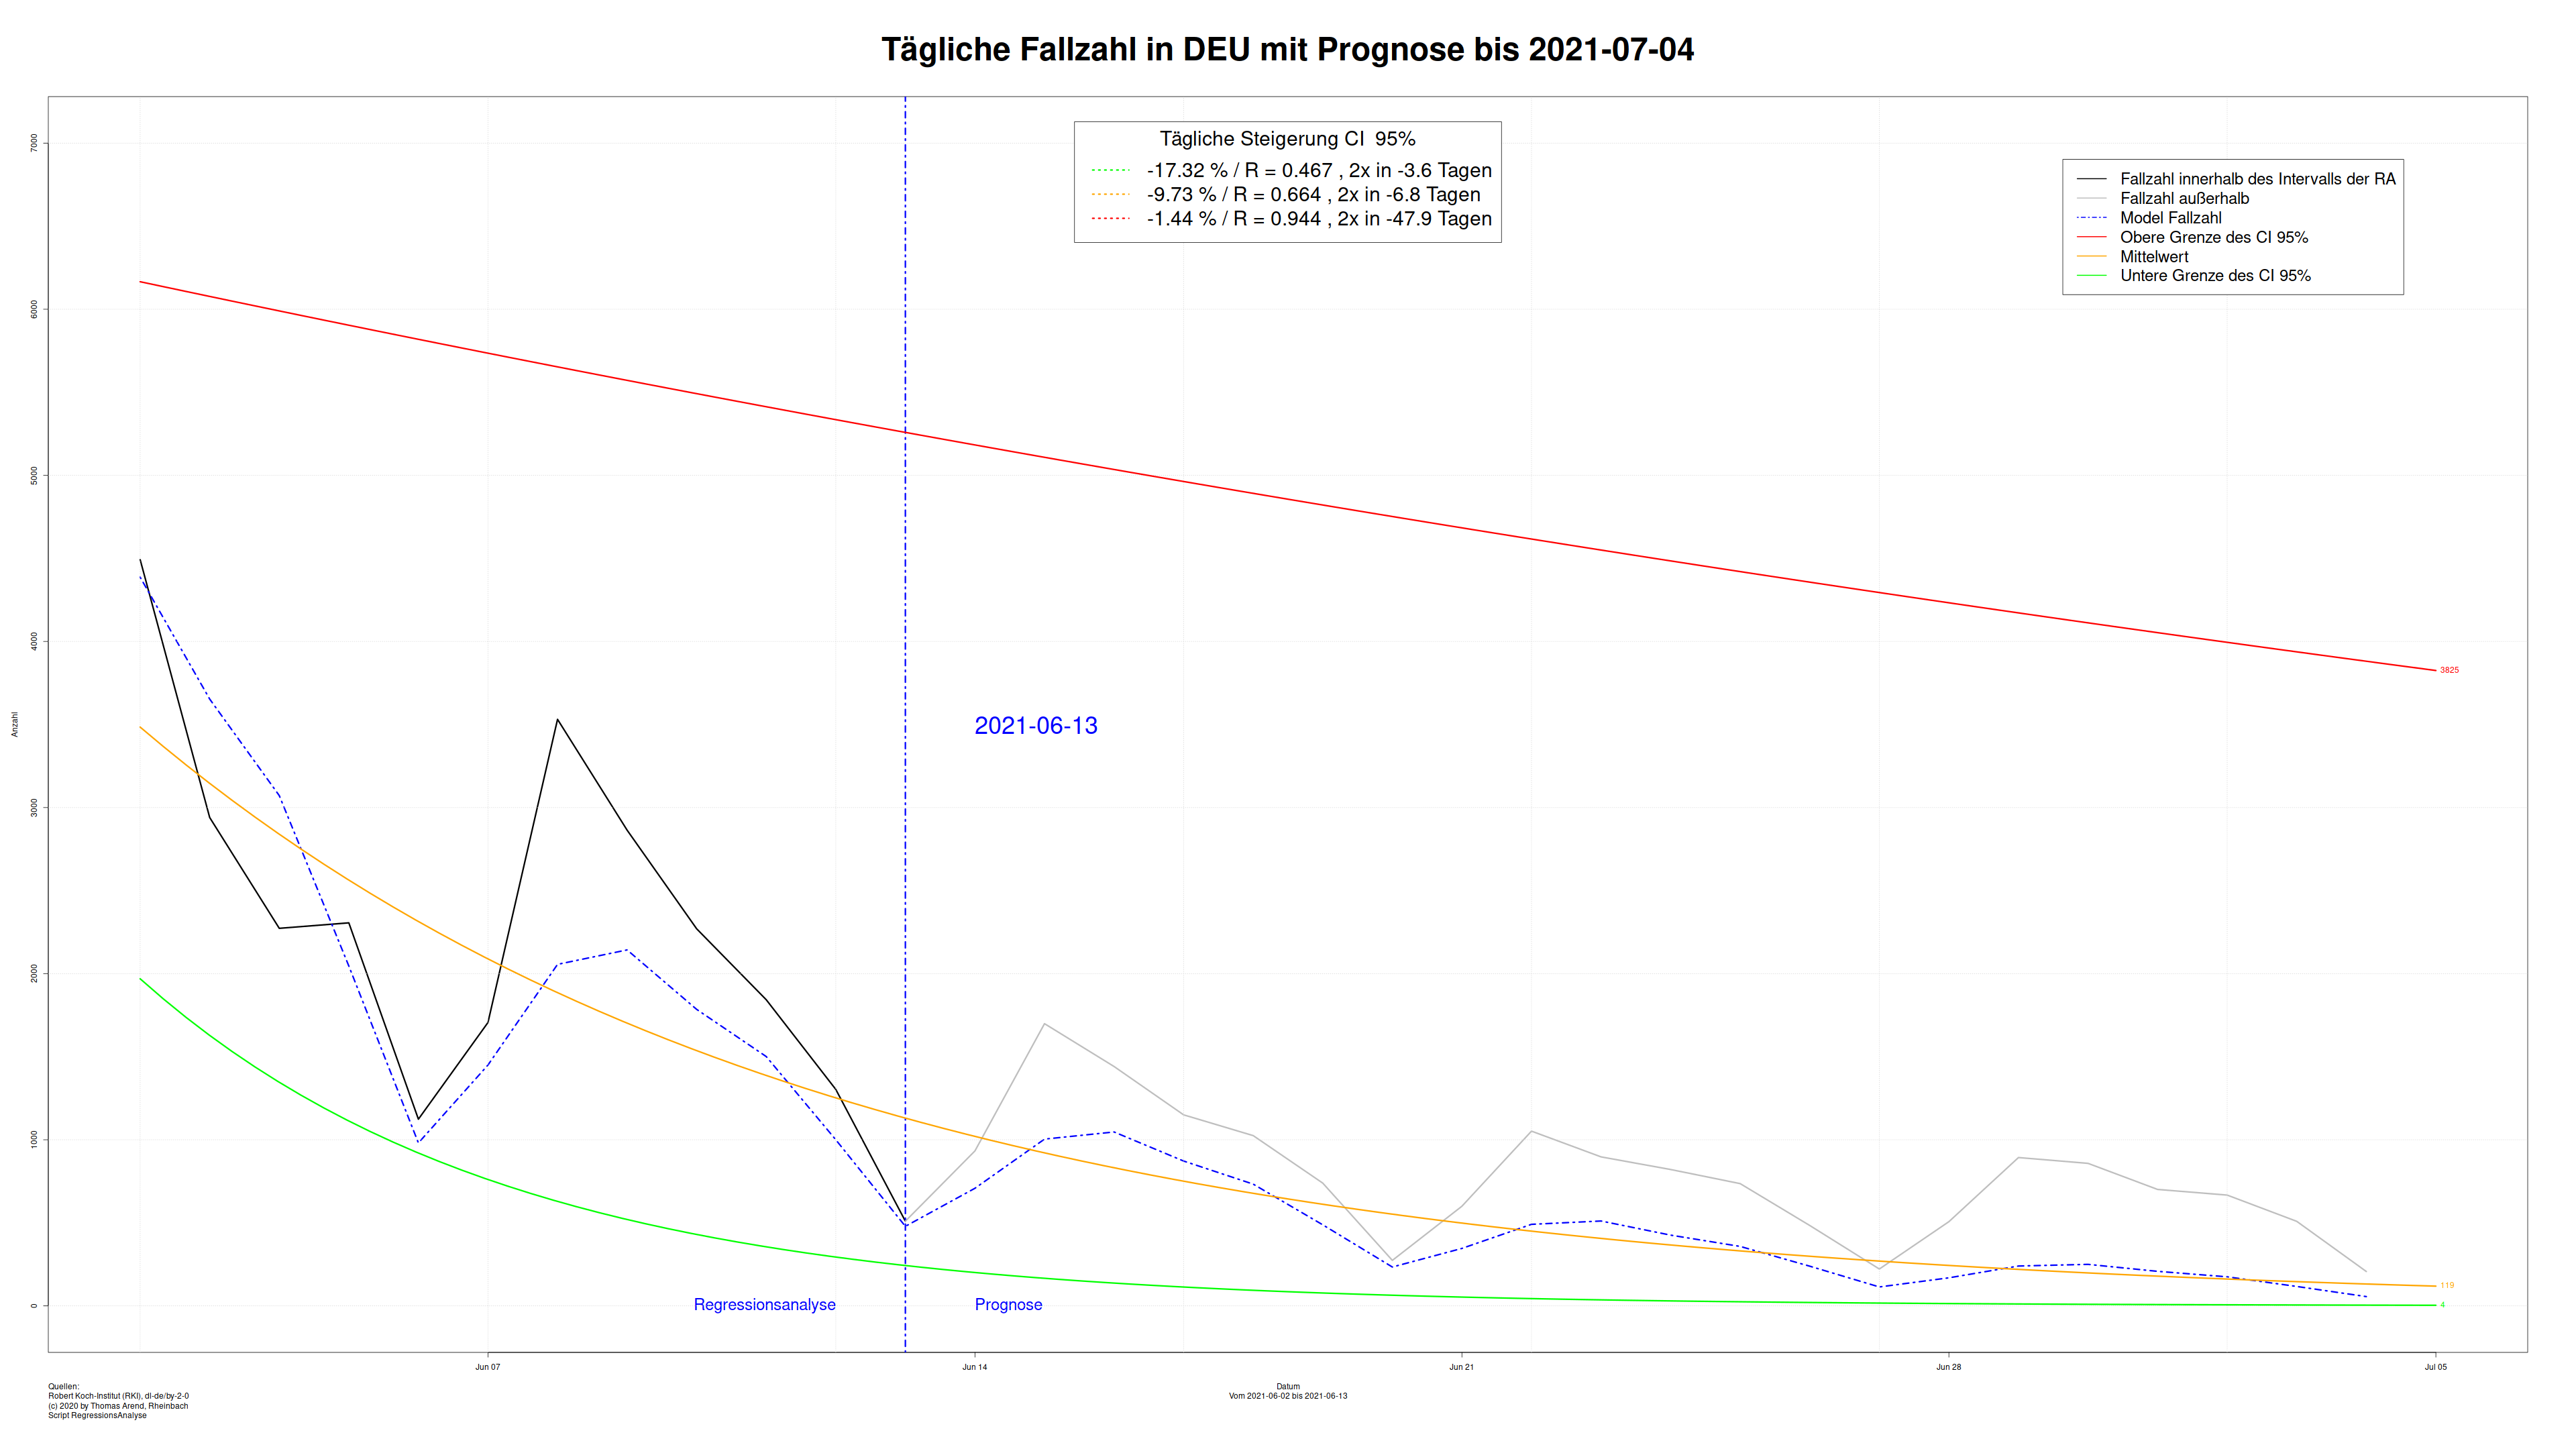 Tägliche Fallzahl in DEU mit Prognose bis 2021-07-04
Tägliche Steigerung CI  95%
-17.32 % / R = 0.467 , 2x in -3.6 Tagen
-9.73 % / R = 0.664 , 2x in -6.8 Tagen
-1.44 % / R = 0.944 , 2x in -47.9 Tagen
Fallzahl innerhalb des Intervalls der RA
Fallzahl außerhalb
Model Fallzahl
Obere Grenze des CI 95%
Mittelwert
Untere Grenze des CI 95%
7000
6000
5000
4000
3000
2000
1000
0
Anzahl
3825
2021-06-13
119
4
Regressionsanalyse
Prognose
Jun 07
Jun 14
Jun 21
Jun 28
Jul 05
Datum
Vom 2021-06-02 bis 2021-06-13
Quellen:
Robert Koch-Institut (RKI), dl-de/by-2-0
(c) 2020 by Thomas Arend, Rheinbach
Script RegressionsAnalyse